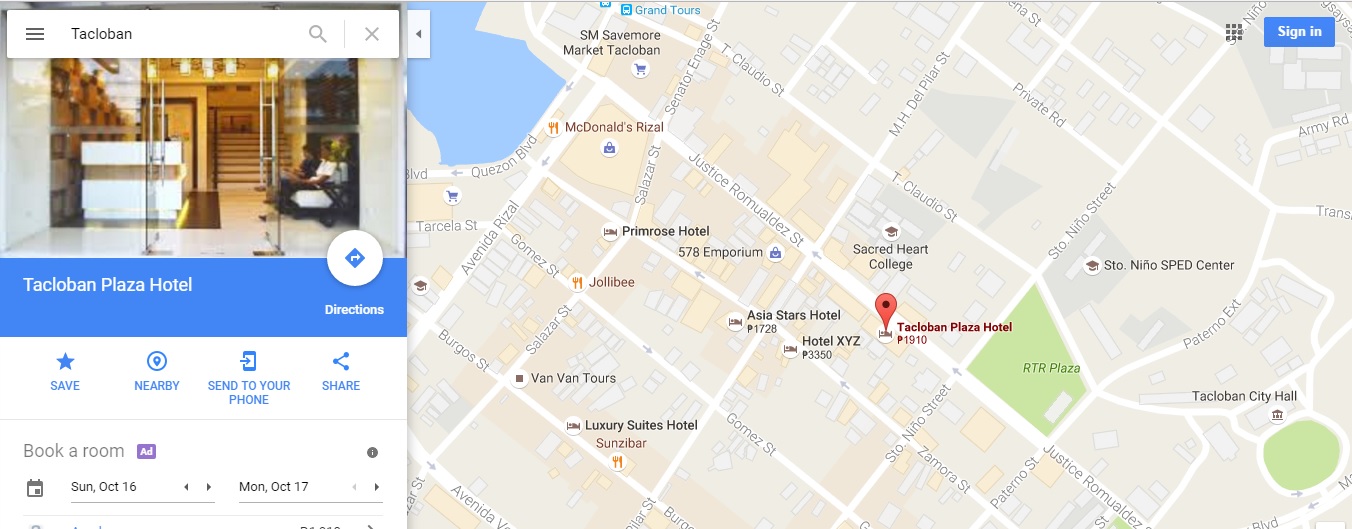 Tacloban
Tacloban Plaza Hotel
Directions
SAVE
NEARBY
SEND TO YOUR
PHONE
SHARE
Book a room
Ad
Sun, Oct 16
Mon, Oct 17
Sign in
Grand Tours
SM Savemore
Market Tacloban
Senator Enage St
T. Claudio St
M.H. Del Pilar St
Private Rd
Army Rd
McDonald's Rizal
Quezon Blvd
Blvd
Salazar St
Justice Romualdez St
T. Claudio St
Sto. Niño Street
Tarcela St
Avenida Rizal
Gomez St
Primrose Hotel
578 Emporium
Sacred Heart
College
Sto. Niño SPED Center
Jollibee
Salazar St
Asia Stars Hotel
₱1728
Hotel XYZ
₱3350
Tacloban Plaza Hotel
₱1910
Paterno Ext
Burgos St
Van Van Tours
RTR Plaza
Tacloban City Hall
Luxury Suites Hotel
Sunzibar
Gomez St
Sto. Niño Street
Zamora St
Paterno St
Justice Romualdez St
Avenida
Burgos